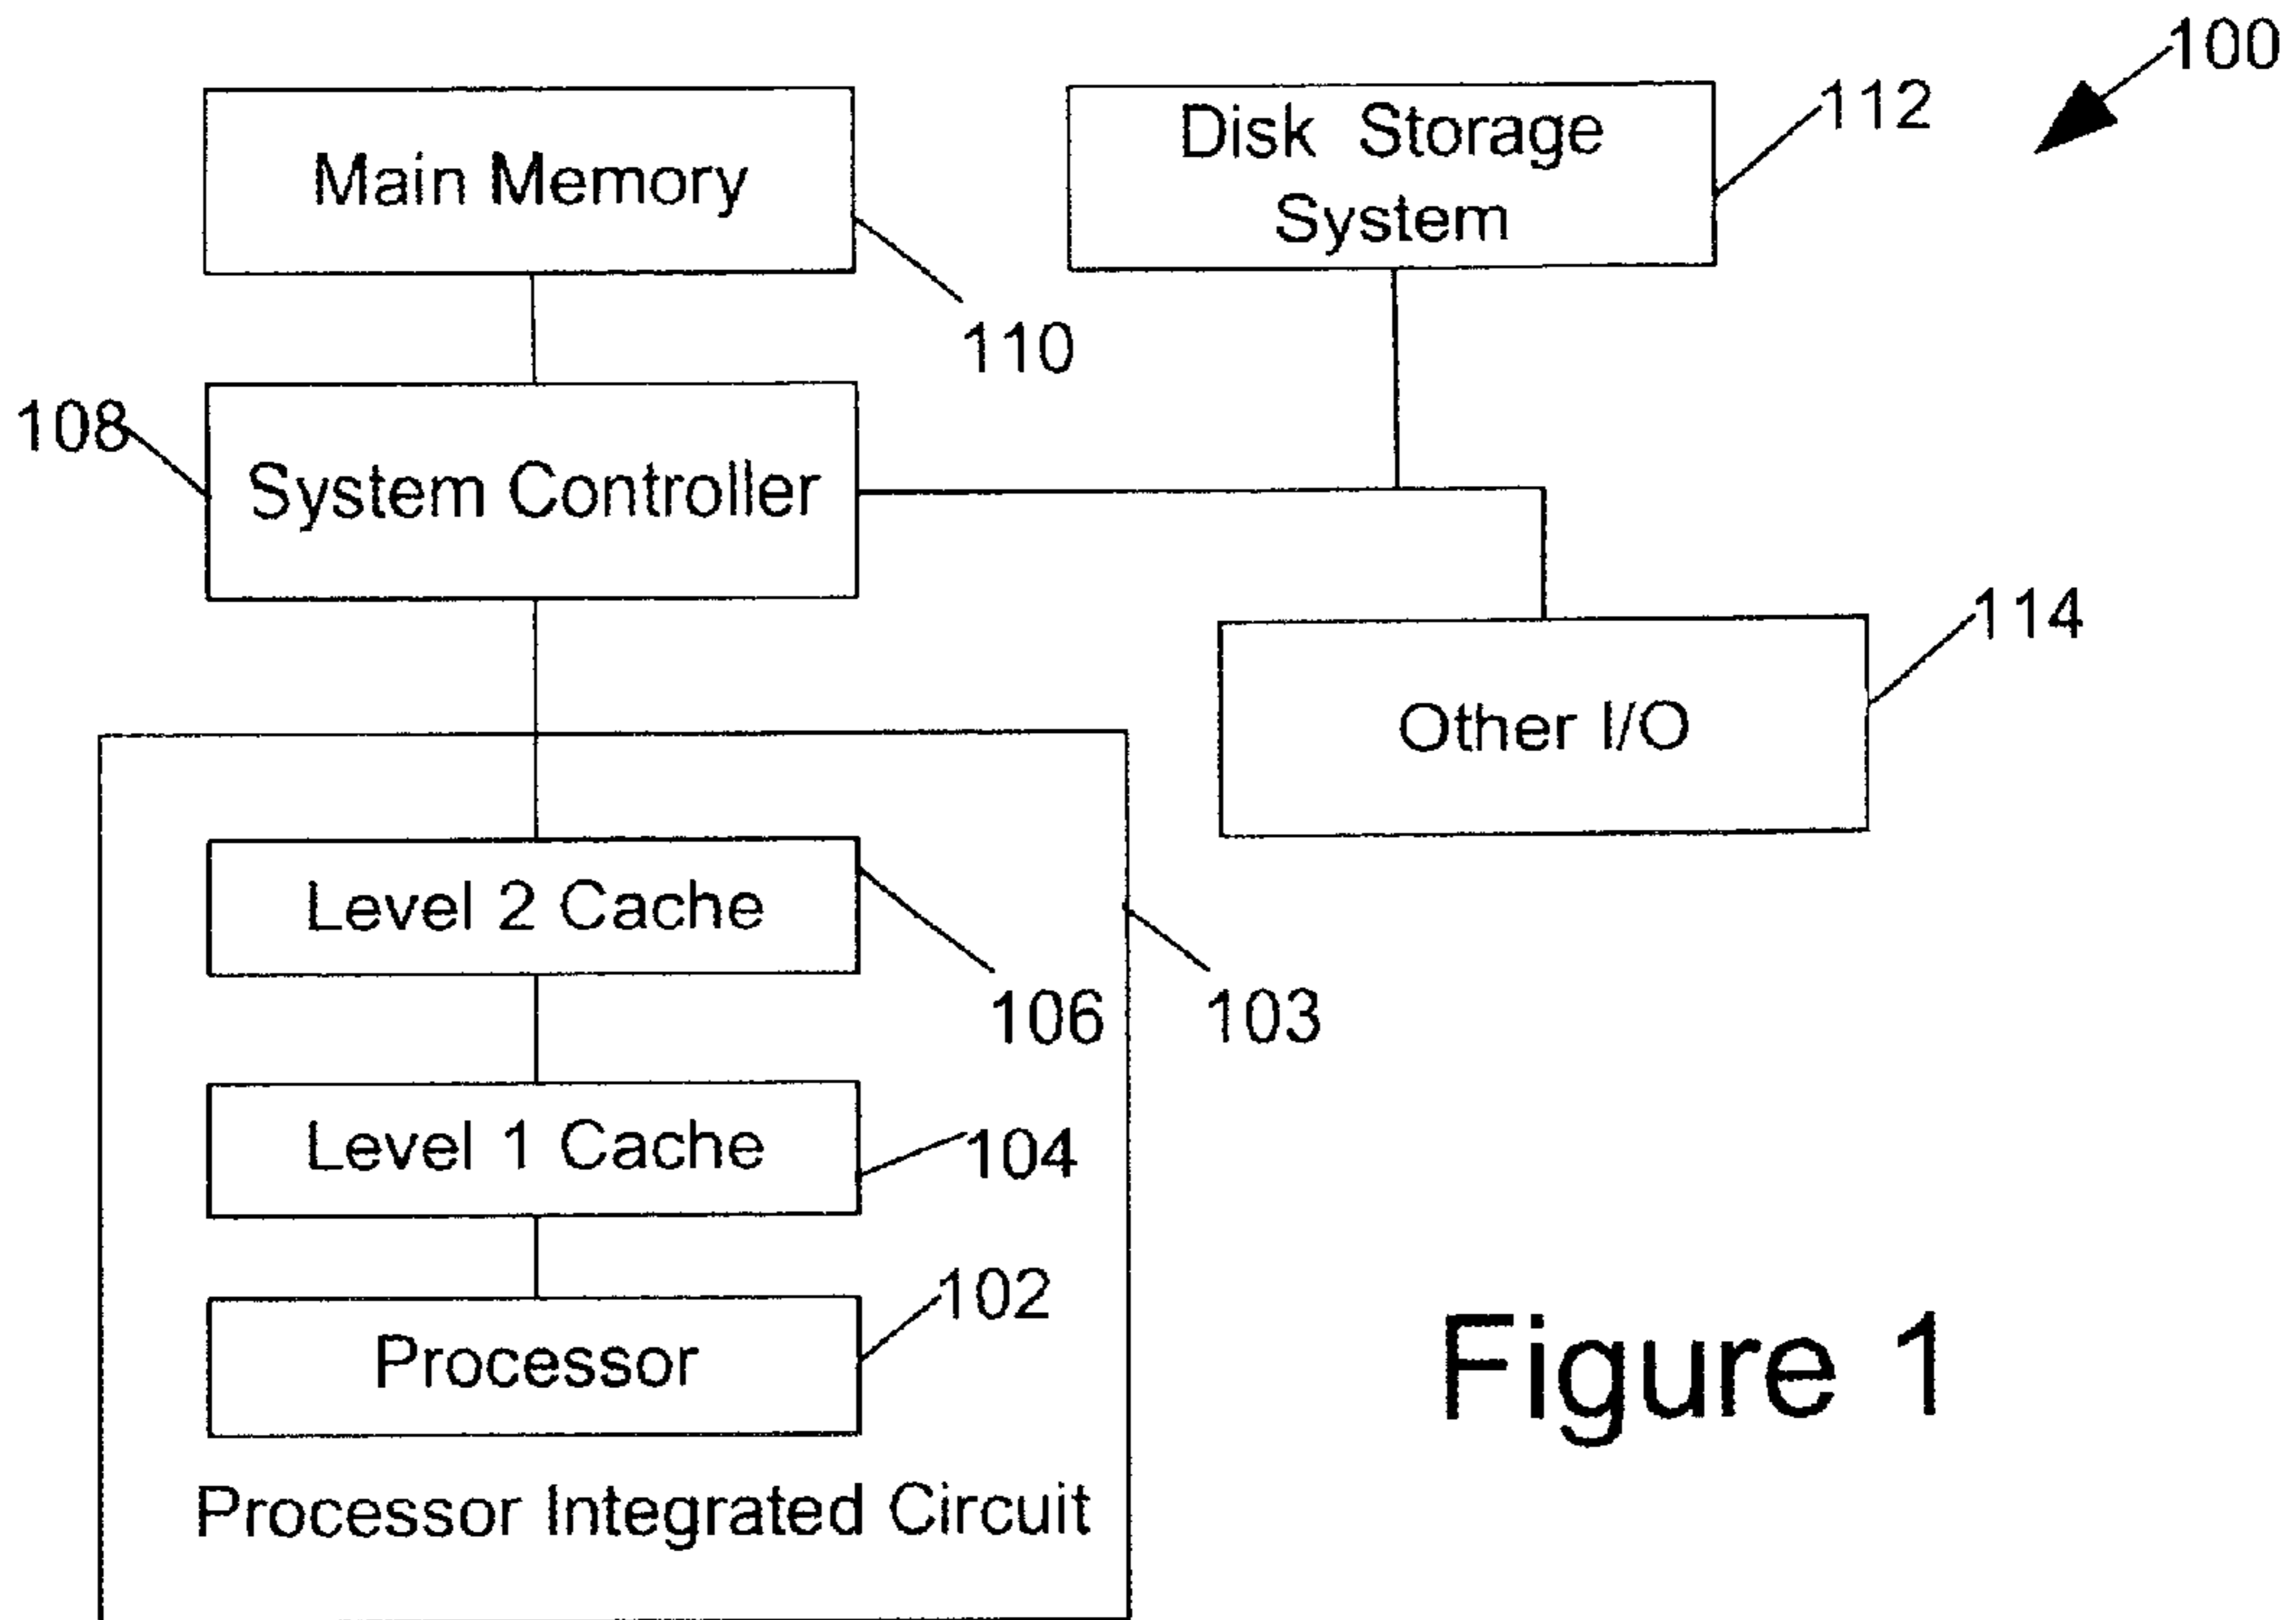 100
Main Memory
Disk Storage
System
112
110
108
System Controller
114
Other I/O
Level 2 Cache
106
103
Level 1 Cache
104
102
Processor
Processor Integrated Circuit
Figure 1